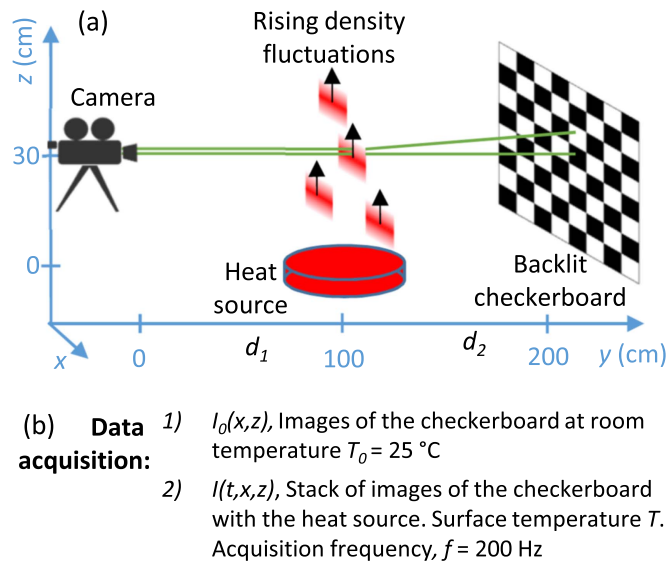 (a)
Rising density
fluctuations
z (cm)
Camera
30
0
Heat
source
Backlit
checkerboard
x
0
d1
100
d2
200
y (cm)
(b) Data
acquisition:
1) I0(x,z), Images of the checkerboard at room
temperature T0 = 25 °C
2) I(t,x,z), Stack of images of the checkerboard
with the heat source. Surface temperature T.
Acquisition frequency, f = 200 Hz